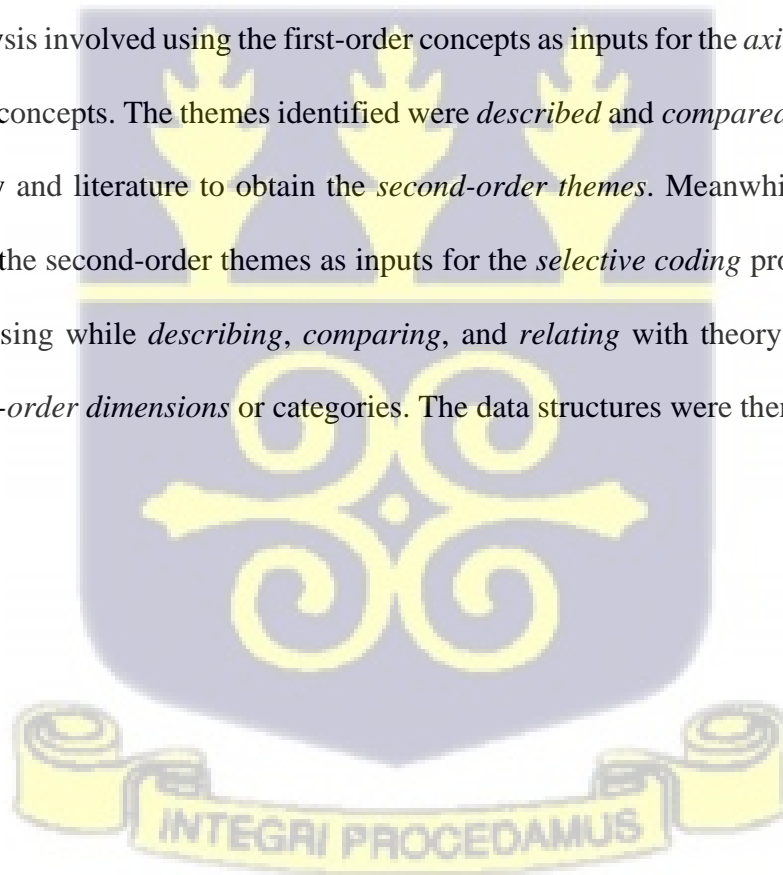 ysis involved using the first-order concepts as inputs for the axi
concepts. The themes identified were described and compared
y and literature to obtain the second-order themes. Meanwhi
the second-order themes as inputs for the selective coding pro
sing while describing, comparing, and relating with theory
-order dimensions or categories. The data structures were then
INTEGRI PROCEDAMUS